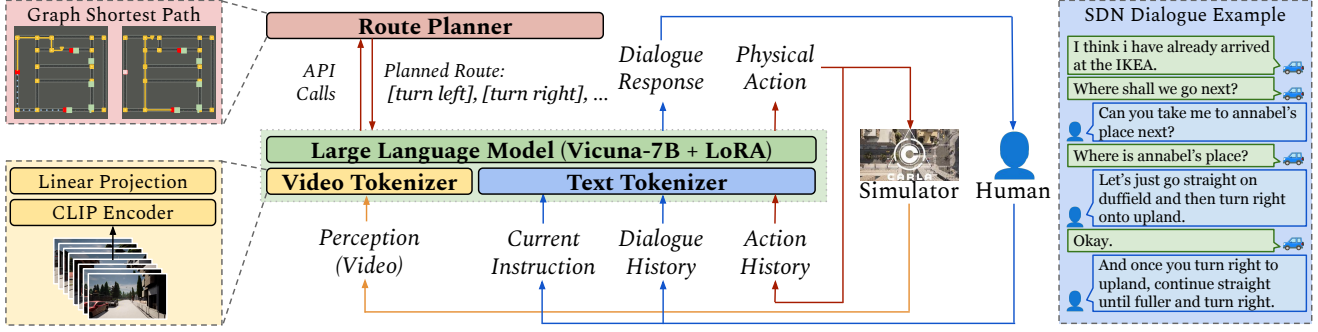 Graph Shortest Path
Route Planner
API
Calls
Planned Route:
[turn left], [turn right], ...
Dialogue
Response
Physical
Action
Large Language Model (Vicuna-7B + LoRA)
Video Tokenizer
Text Tokenizer
Linear Projection
CLIP Encoder
Perception
(Video)
Current
Instruction
Dialogue
History
Action
History
CARLA
Simulator
Human
SDN Dialogue Example
I think i have already arrived
at the IKEA.
Where shall we go next?
Can you take me to annabel's
place next?
Where is annabel's place?
Let's just go straight on
duffield and then turn right
onto upland.
Okay.
And once you turn right to
upland, continue straight
until fuller and turn right.